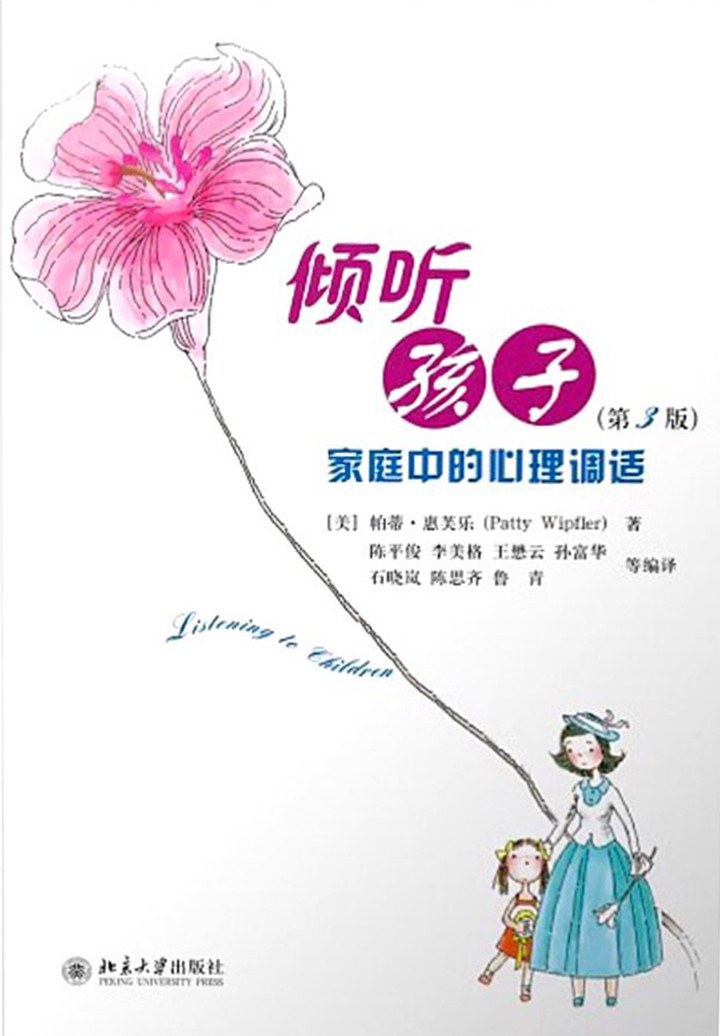 倾听
孩子(第3版)
家庭中的心理调适
[美] 帕蒂·惠芙乐 (Patty Wipfler) 著
陈平俊 李美格 王懋云 孙富华
石晓岚 陈思齐 鲁 青 等编译
Listening to Children
北京大学出版社
PEKING UNIVERSITY PRESS